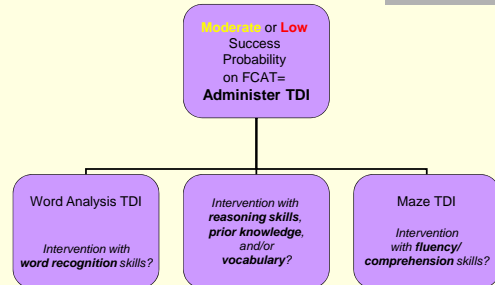 Moderate or Low
Success
Probability
on FCAT=
Administer TDI
Word Analysis TDI
Intervention with
word recognition skills?
Intervention with
reasoning skills,
prior knowledge,
and/or
vocabulary?
Maze TDI
Intervention
with fluency/
comprehension skills?